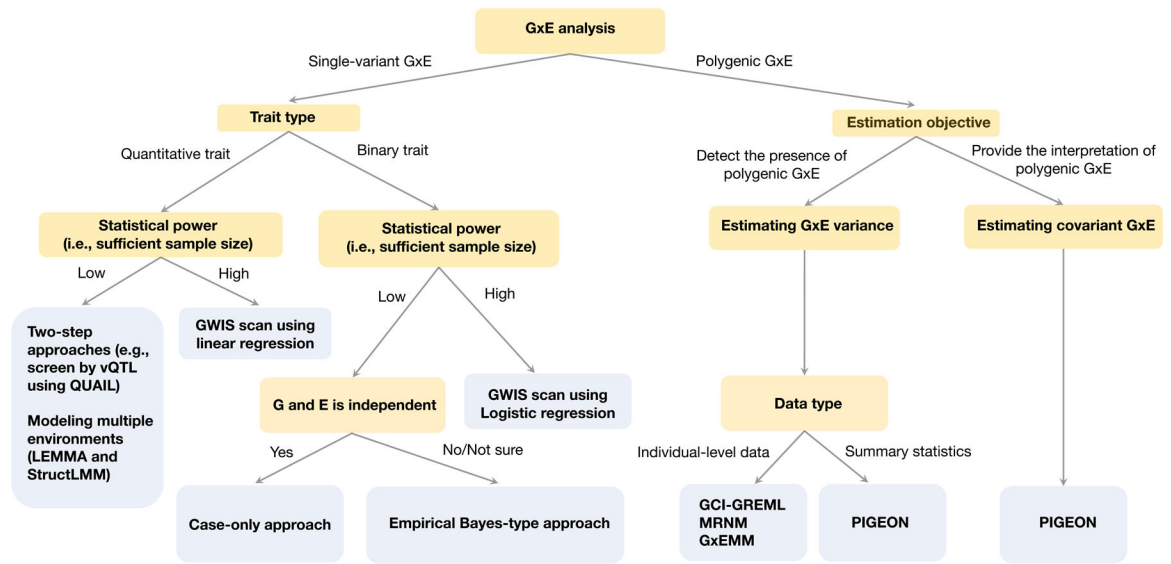 GxE analysis
Single-variant GxE
Polygenic GxE
Trait type
Estimation objective
Quantitative trait
Binary trait
Detect the presence of
polygenic GxE
Provide the interpretation of
polygenic GxE
Statistical power
(i.e., sufficient sample size)
Statistical power
(i.e., sufficient sample size)
Estimating GxE variance
Estimating covariant GxE
Low
High
Low
High
Two-step
approaches (e.g.,
screen by vQTL
using QUAIL)
Modeling multiple
environments
(LEMMA and
StructLMM)
GWIS scan using
linear regression
G and E is independent
GWIS scan using
Logistic regression
Data type
Yes
No/Not sure
Individual-level data
Summary statistics
Case-only approach
Empirical Bayes-type approach
GCI-GREML
MRNM
GxEMM
PIGEON
PIGEON